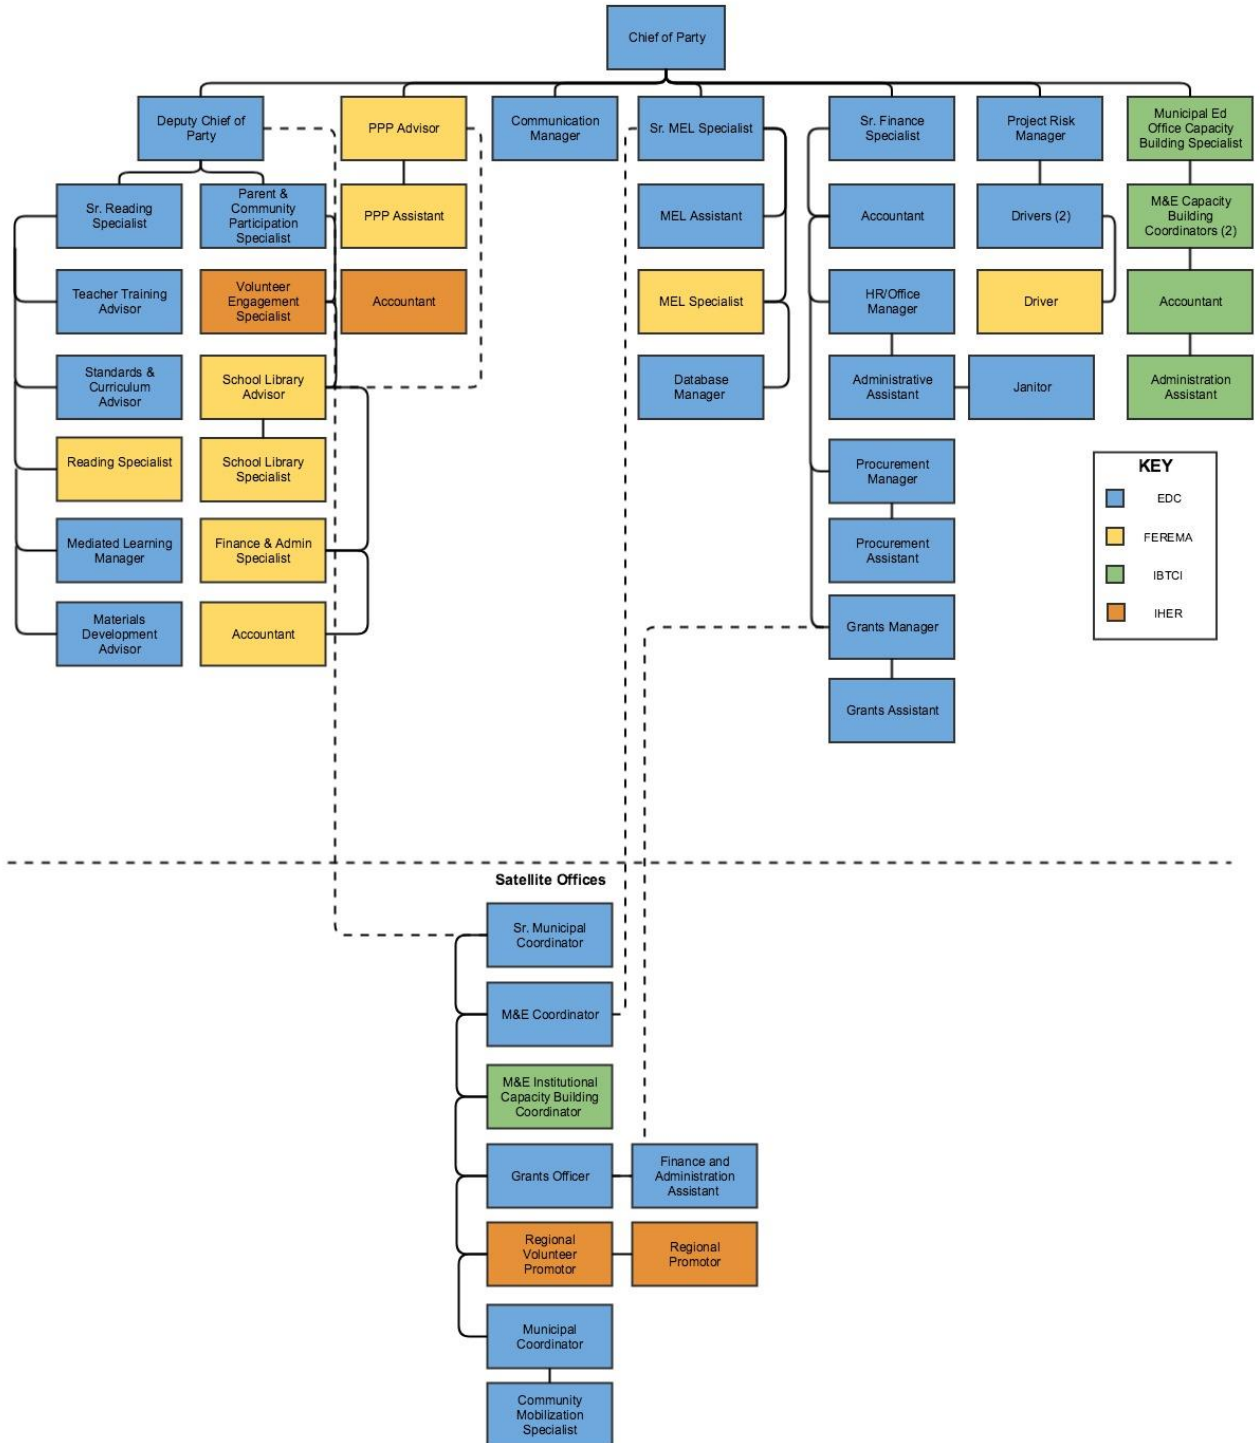 Chief of Party
Deputy Chief of
Party
PPP Advisor
Communication
Manager
Sr. MEL Specialist
Sr. Finance
Specialist
Project Risk
Manager
Municipal Ed
Office Capacity
Building Specialist
Sr. Reading
Specialist
Parent &
Community
Participation
Specialist
PPP Assistant
MEL Assistant
Accountant
Drivers (2)
M&E Capacity
Building
Coordinators (2)
Teacher Training
Advisor
Volunteer
Engagement
Specialist
Accountant
MEL Specialist
HR/Office
Manager
Driver
Accountant
Standards &
Curriculum
Advisor
School Library
Advisor
Database
Manager
Administrative
Assistant
Janitor
Administration
Assistant
Reading Specialist
School Library
Specialist
Procurement
Manager
Mediated Learning
Manager
Finance & Admin
Specialist
Procurement
Assistant
Materials
Development
Advisor
Accountant
Grants Manager
Grants Assistant
KEY
EDC
FEREMA
IBTCI
IHER
Satellite Offices
Sr. Municipal
Coordinator
M&E Coordinator
M&E Institutional
Capacity Building
Coordinator
Grants Officer
Finance and
Administration
Assistant
Regional
Volunteer
Promotor
Regional
Promotor
Municipal
Coordinator
Community
Mobilization
Specialist